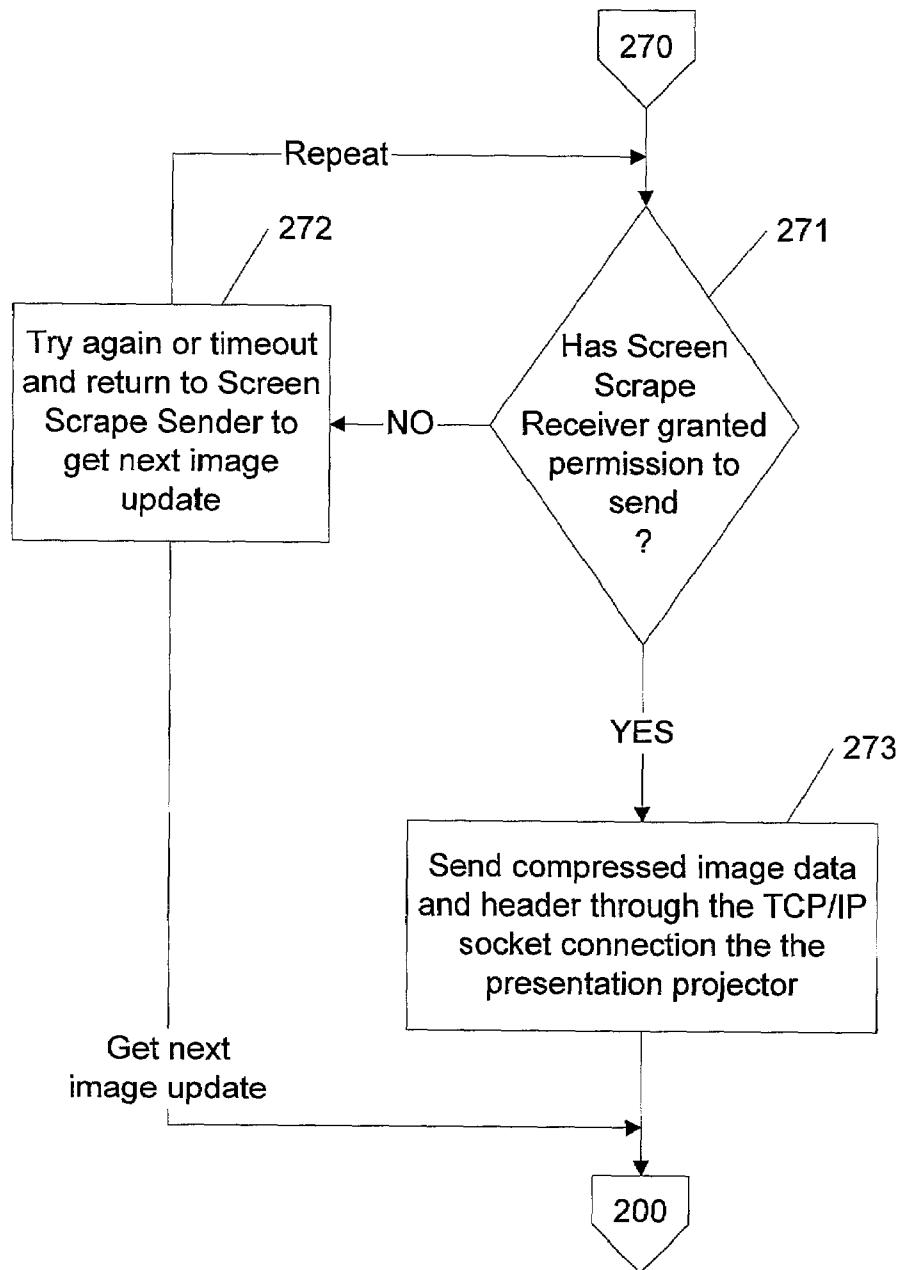 270
Repeat
272
271
Try again or timeout
and return to Screen
Scrape Sender to
get next image
update
NO
Has Screen
Scrape
Receiver granted
permission to
send
?
YES
273
Send compressed image data
and header through the TCP/IP
socket connection the the
presentation projector
Get next
image update
200